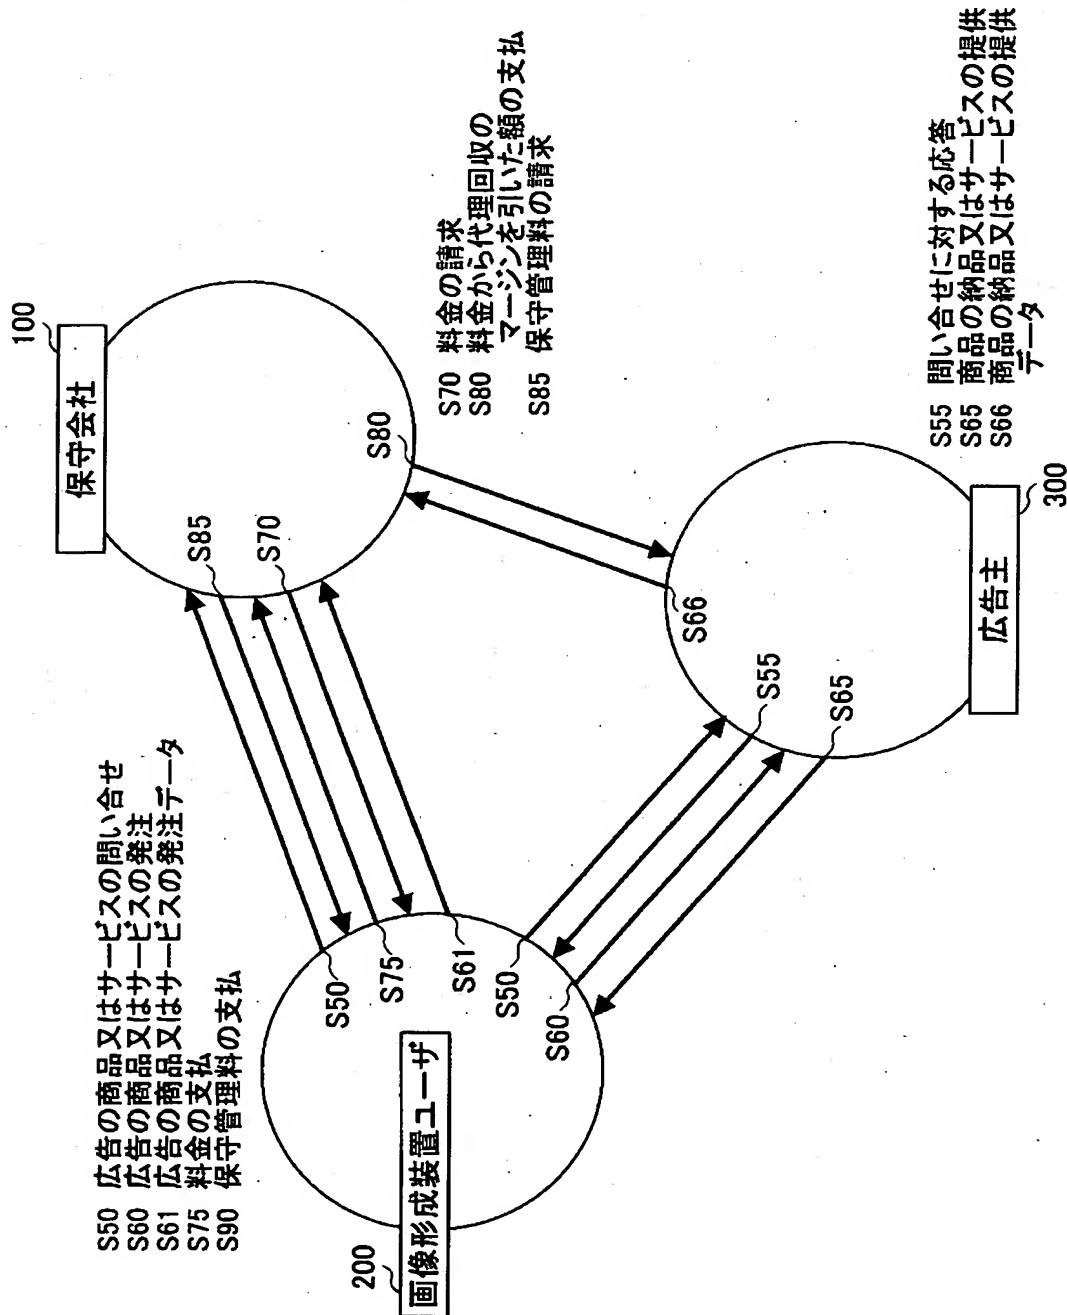 100
保守会社
S85
S70
S80
S70 料金の請求
S80 料金から代理回収の
マージンを引いた額の支払
S85 保守管理料の請求
S50 広告の商品又はサービスの問い合せ
S60 広告の商品又はサービスの発注
S61 広告の商品又はサービスの発注データ
S75 料金の支払
S90 保守管理料の支払
S50
S75
S61
S50
S60
200
画像形成装置ユーザ
S66
S55
S65
広告主
300
S55 問い合せに対する応答
S65 商品の納品又はサービスの提供
S66 商品の納品又はサービスの提供
データ